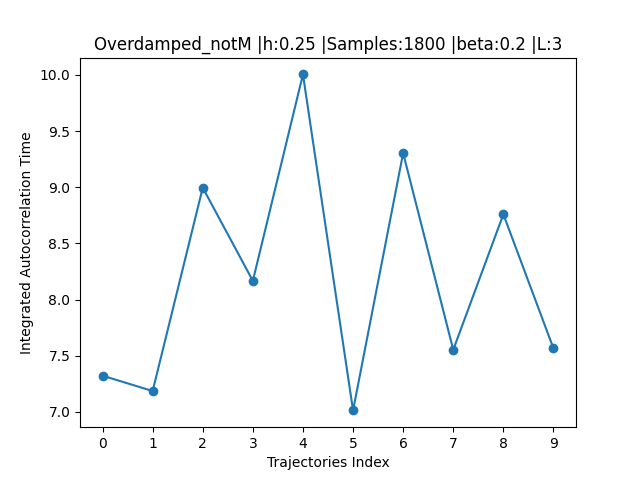 Overdamped_notM |h:0.25 |Samples:1800 |beta:0.2 |L:3
Integrated Autocorrelation Time
10.0
9.5
9.0
8.5
8.0
7.5
7.0
0 1 2 3 4 5 6 7 8 9
Trajectories Index